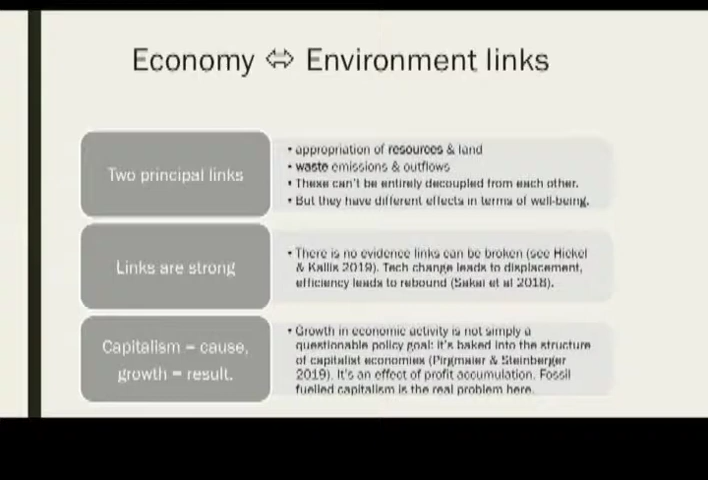 Economy ⇔ Environment links
Two principal links
• appropriation of resources & land
• waste emissions & outflows
• These can't be entirely decoupled from each other.
• But they have different effects in terms of well-being.
Links are strong
• There is no evidence links can be broken (see Hickel
& Kallis 2019). Tech change leads to displacement,
efficiency leads to rebound (Sakai et al 2018).
Capitalism = cause,
growth = result.
• Growth in economic activity is not simply a
questionable policy goal: it's baked into the structure
of capitalist economies (Pirgmaier & Steinberger
2019). It's an effect of profit accumulation. Fossil
fuelled capitalism is the real problem here.